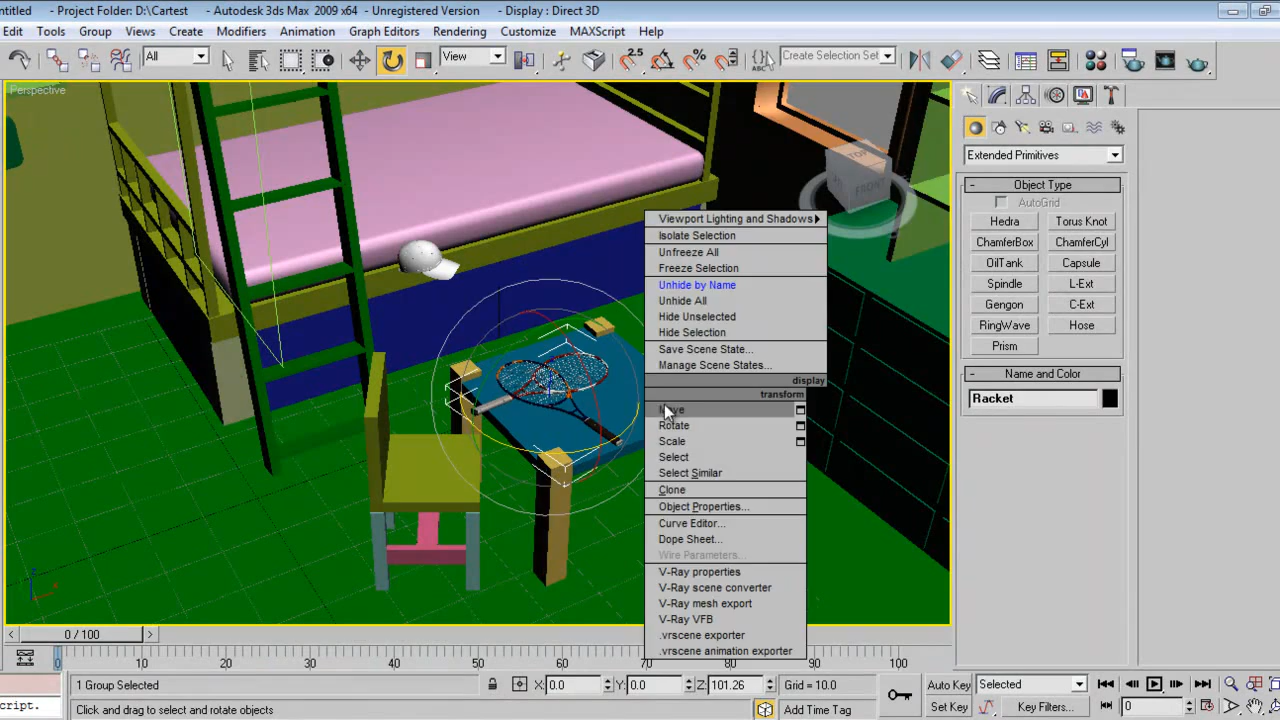 ntitled - Project Folder: D:\Cartest - Autodesk 3ds Max 2009 x64 - Unregistered Version - Display : Direct 3D
Edit Tools Group Views Create Modifiers Animation Graph Editors Rendering Customize MAXScript Help
All View 2.5 ABC Create Selection Set
Perspective
TOP
FRONT
Viewport Lighting and Shadows
Isolate Selection
Unfreeze All
Freeze Selection
Unhide by Name
Unhide All
Hide Unselected
Hide Selection
Save Scene State...
Manage Scene States...
display
transform
Move
Rotate
Scale
Select
Select Similar
Clone
Object Properties...
Curve Editor...
Dope Sheet...
Wire Parameters...
V-Ray properties
V-Ray scene converter
V-Ray mesh export
V-Ray VFB
.vrscene exporter
.vrscene animation exporter
Extended Primitives
- Object Type
AutoGrid
Hedra Torus Knot
ChamferBox ChamferCyl
OilTank Capsule
Spindle L-Ext
Gengon C-Ext
RingWave Hose
Prism
- Name and Color
Racket
z
x
< 0 / 100 >
0 10 20 30 40 50 60 70 80 90 100
1 Group Selected X: 0.0 Y: 0.0 Z: 101.26 Grid = 10.0 Auto Key Selected
cript. Click and drag to select and rotate objects Add Time Tag Set Key Key Filters... 0